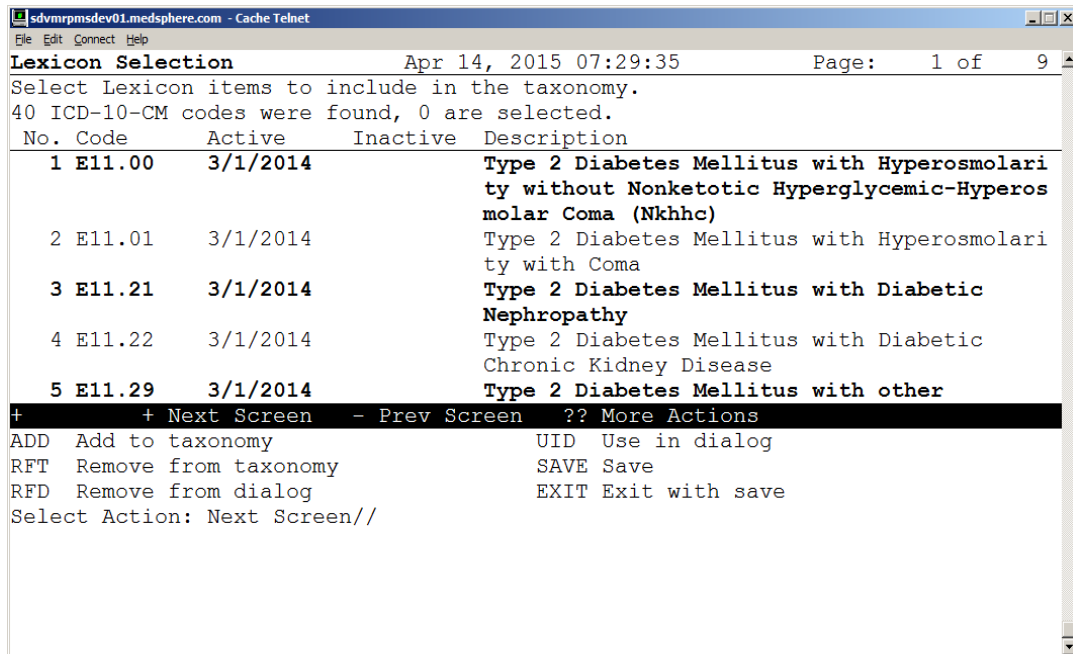 sdvmrpmsdev01.medsphere.com - Cache Telnet
File Edit Connect Help
Lexicon Selection Apr 14, 2015 07:29:35 Page: 1 of 9
Select Lexicon items to include in the taxonomy.
40 ICD-10-CM codes were found, 0 are selected.
No. Code Active Inactive Description
1 E11.00 3/1/2014 Type 2 Diabetes Mellitus with Hyperosmolari
ty without Nonketotic Hyperglycemic-Hyperos
molar Coma (Nkhhc)
2 E11.01 3/1/2014 Type 2 Diabetes Mellitus with Hyperosmolari
ty with Coma
3 E11.21 3/1/2014 Type 2 Diabetes Mellitus with Diabetic
Nephropathy
4 E11.22 3/1/2014 Type 2 Diabetes Mellitus with Diabetic
Chronic Kidney Disease
5 E11.29 3/1/2014 Type 2 Diabetes Mellitus with other
+ + Next Screen - Prev Screen ?? More Actions
ADD Add to taxonomy UID Use in dialog
RFT Remove from taxonomy SAVE Save
RFD Remove from dialog EXIT Exit with save
Select Action: Next Screen//